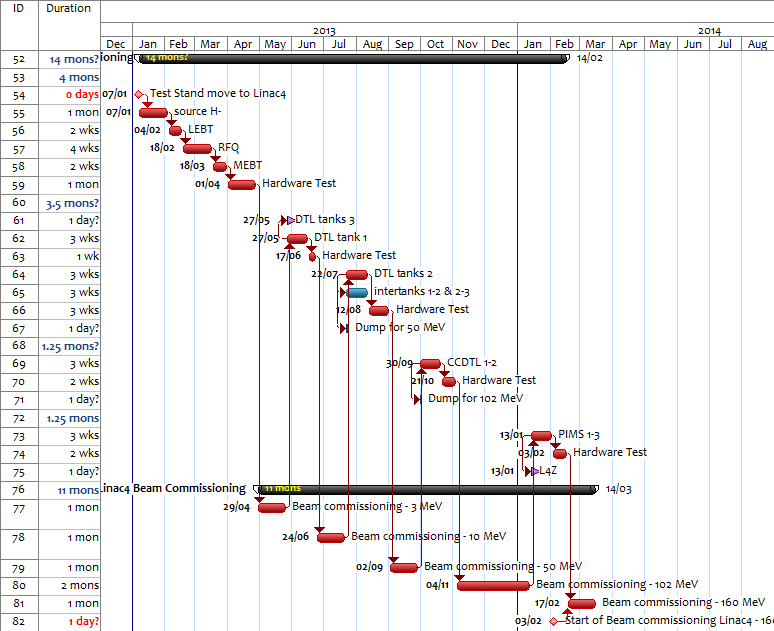 ID Duration
2013 2014
Dec Jan Feb Mar Apr May Jun Jul Aug Sep Oct Nov Dec Jan Feb Mar Apr May Jun Jul Aug
52 14 mons? ioning 14 mons? 14/02
53 4 mons
54 0 days 07/01 Test Stand move to Linac4
55 1 mon 07/01 source H-
56 2 wks 04/02 LEBT
57 4 wks 18/02 RFQ
58 2 wks 18/03 MEBT
59 1 mon 01/04 Hardware Test
60 3.5 mons?
61 1 day? 27/05 DTL tanks 3
62 3 wks 27/05 DTL tank 1
63 1 wk 17/06 Hardware Test
64 3 wks 22/07 DTL tanks 2
65 3 wks intertanks 1-2 & 2-3
66 3 wks 12/08 Hardware Test
67 1 day? Dump for 50 MeV
68 1.25 mons?
69 3 wks 30/09 CCDTL 1-2
70 2 wks 21/10 Hardware Test
71 1 day? Dump for 102 MeV
72 1.25 mons
73 3 wks 13/01 PIMS 1-3
74 2 wks 03/02 Hardware Test
75 1 day? 13/01 L4Z
76 11 mons .inac4 Beam Commissioning 11 mons 14/03
77 1 mon 29/04 Beam commissioning - 3 MeV
78 1 mon 24/06 Beam commissioning - 10 MeV
79 1 mon 02/09 Beam commissioning - 50 MeV
80 2 mons 04/11 Beam commissioning - 102 MeV
81 1 mon 17/02 Beam commissioning - 160 MeV
82 1 day? 03/02 Start of Beam commissioning Linac4 - 160